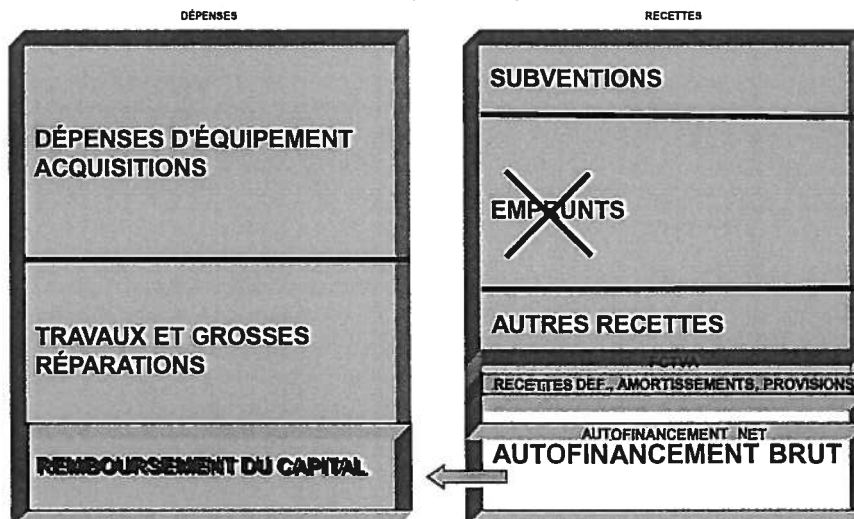 DÉPENSES
DÉPENSES D'ÉQUIPEMENT
ACQUISITIONS
TRAVAUX ET GROSSES
RÉPARATIONS
REMBOURSEMENT DU CAPITAL
RECETTES
SUBVENTIONS
EMPRUNTS
AUTRES RECETTES
FCTVA
RECETTES DEF., AMORTISSEMENTS, PROVISIONS
AUTOFINANCEMENT NET
AUTOFINANCEMENT BRUT